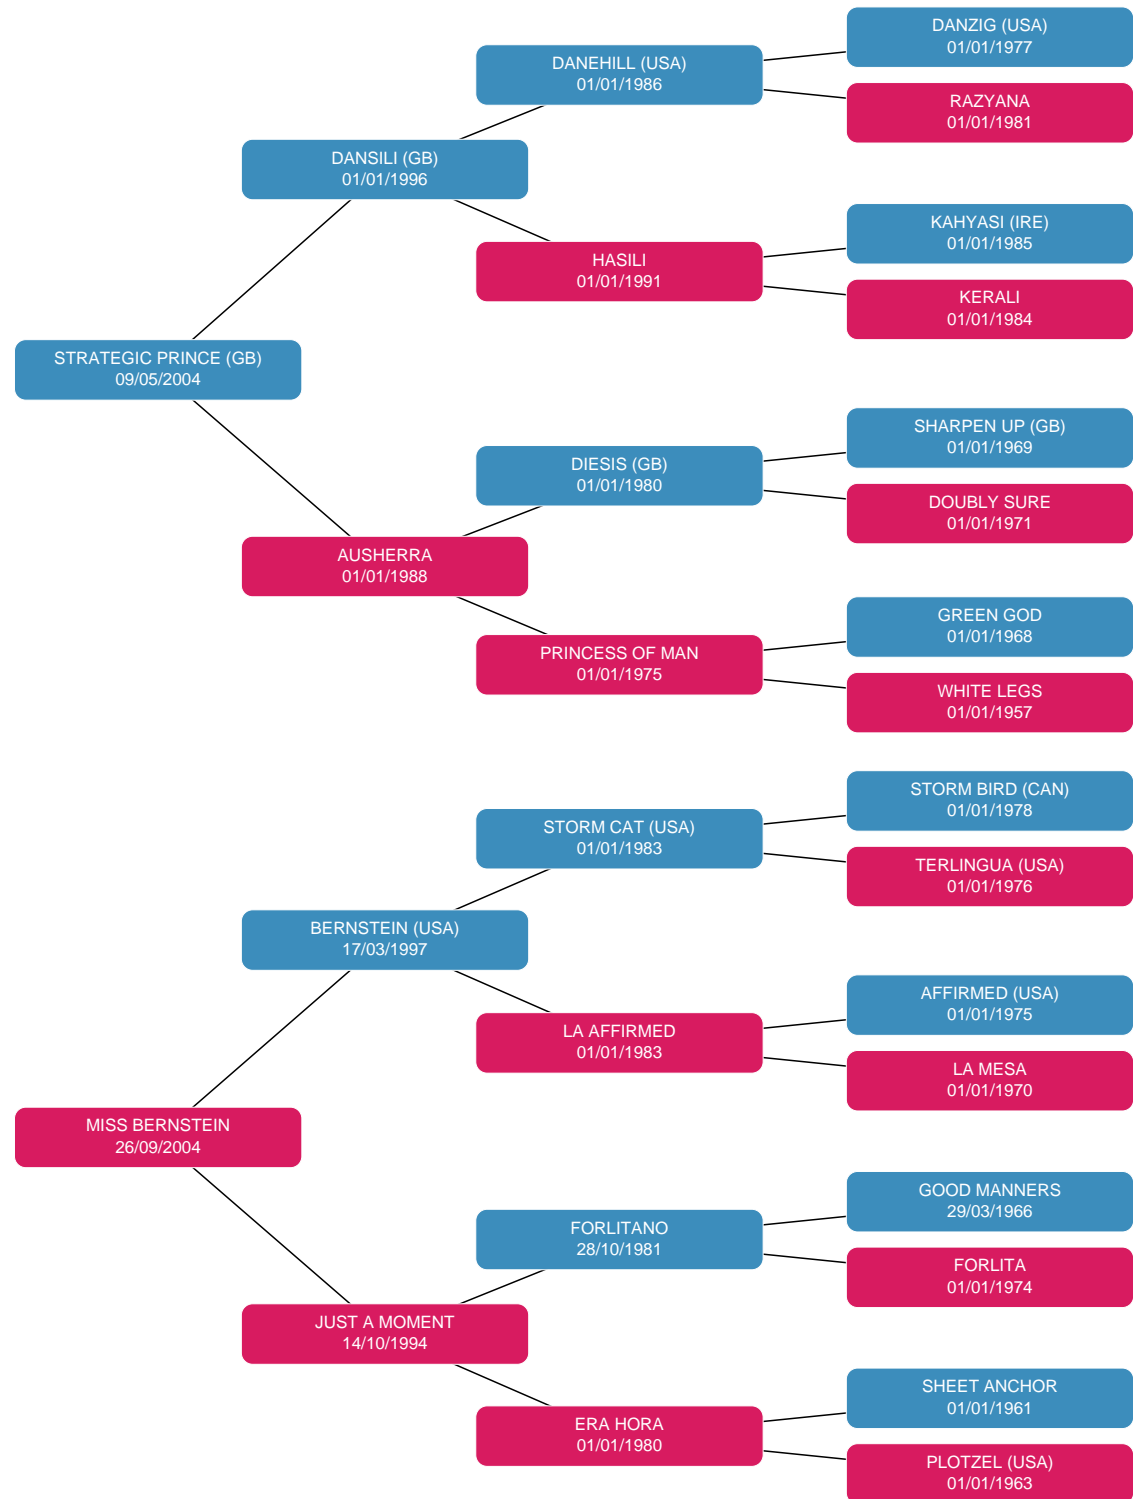 DANZIG (USA)
01/01/1977
DANEHILL (USA)
01/01/1986
RAZYANA
01/01/1981
DANSILI (GB)
01/01/1996
KAHYASI (IRE)
01/01/1985
HASILI
01/01/1991
KERALI
01/01/1984
STRATEGIC PRINCE (GB)
09/05/2004
SHARPEN UP (GB)
01/01/1969
DIESIS (GB)
01/01/1980
DOUBLY SURE
01/01/1971
AUSHERRA
01/01/1988
GREEN GOD
01/01/1968
PRINCESS OF MAN
01/01/1975
WHITE LEGS
01/01/1957
STORM BIRD (CAN)
01/01/1978
STORM CAT (USA)
01/01/1983
TERLINGUA (USA)
01/01/1976
BERNSTEIN (USA)
17/03/1997
AFFIRMED (USA)
01/01/1975
LA AFFIRMED
01/01/1983
LA MESA
01/01/1970
MISS BERNSTEIN
26/09/2004
GOOD MANNERS
29/03/1966
FORLITANO
28/10/1981
FORLITA
01/01/1974
JUST A MOMENT
14/10/1994
SHEET ANCHOR
01/01/1961
ERA HORA
01/01/1980
PLOTZEL (USA)
01/01/1963